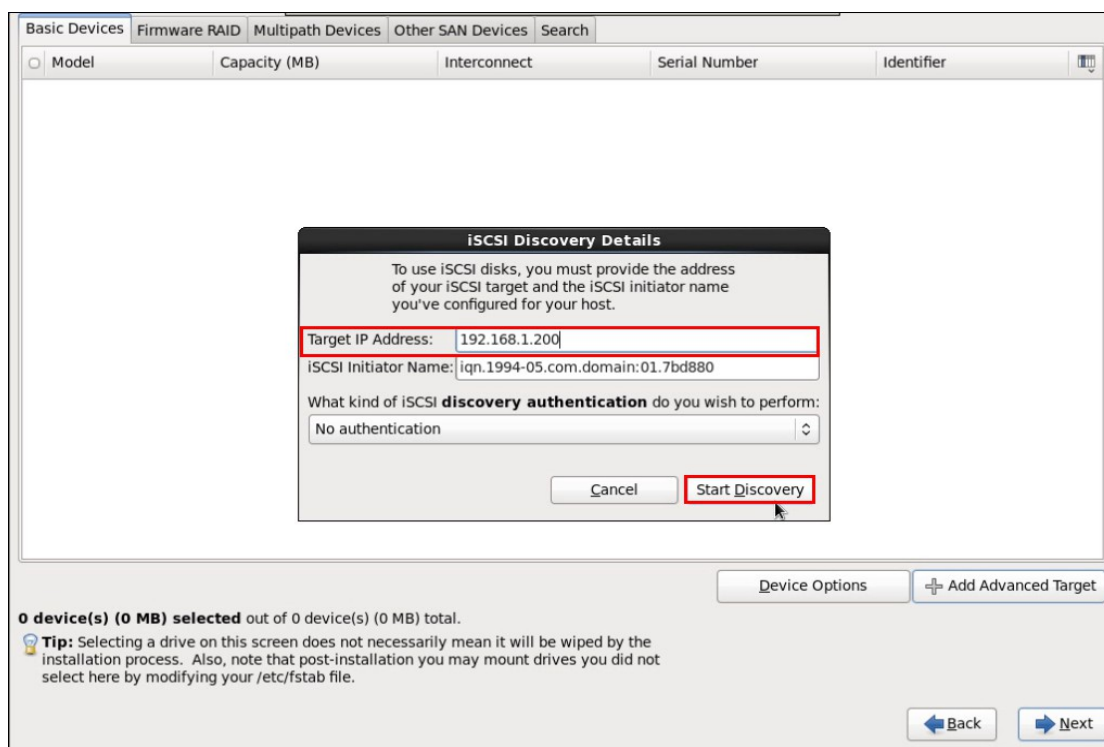 Basic Devices Firmware RAID Multipath Devices Other SAN Devices Search
Model Capacity (MB) Interconnect Serial Number Identifier
iSCSI Discovery Details
To use iSCSI disks, you must provide the address
of your iSCSI target and the iSCSI initiator name
you've configured for your host.
Target IP Address: 192.168.1.200
iSCSI Initiator Name: iqn.1994-05.com.domain:01.7bd880
What kind of iSCSI discovery authentication do you wish to perform:
No authentication
Cancel Start Discovery
Device Options Add Advanced Target
0 device(s) (0 MB) selected out of 0 device(s) (0 MB) total.
Tip: Selecting a drive on this screen does not necessarily mean it will be wiped by the
installation process. Also, note that post-installation you may mount drives you did not
select here by modifying your /etc/fstab file.
Back Next